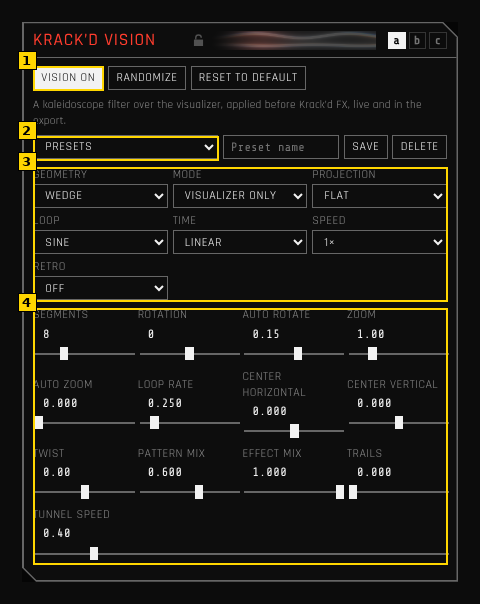 KRACK'D VISION
a b c
1
VISION ON RANDOMIZE RESET TO DEFAULT
A kaleidoscope filter over the visualizer, applied before Krack'd FX, live and in the
export.
2
PRESETS Preset name SAVE DELETE
3
GEOMETRY MODE PROJECTION
WEDGE VISUALIZER ONLY FLAT
LOOP TIME SPEED
SINE LINEAR 1×
RETRO
OFF
4
SEGMENTS ROTATION AUTO ROTATE ZOOM
8 0 0.15 1.00
AUTO ZOOM LOOP RATE CENTER HORIZONTAL CENTER VERTICAL
0.000 0.250 0.000 0.000
TWIST PATTERN MIX EFFECT MIX TRAILS
0.00 0.600 1.000 0.000
TUNNEL SPEED
0.40